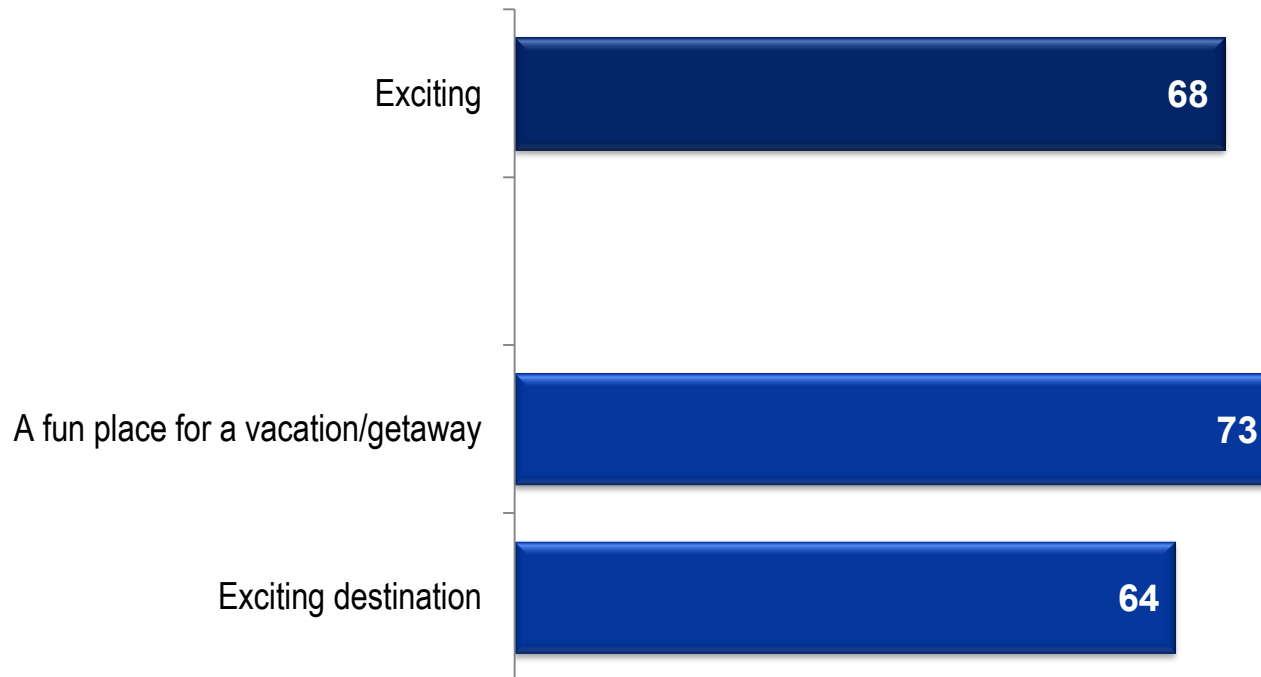 Exciting 68
A fun place for a vacation/getaway 73
Exciting destination 64